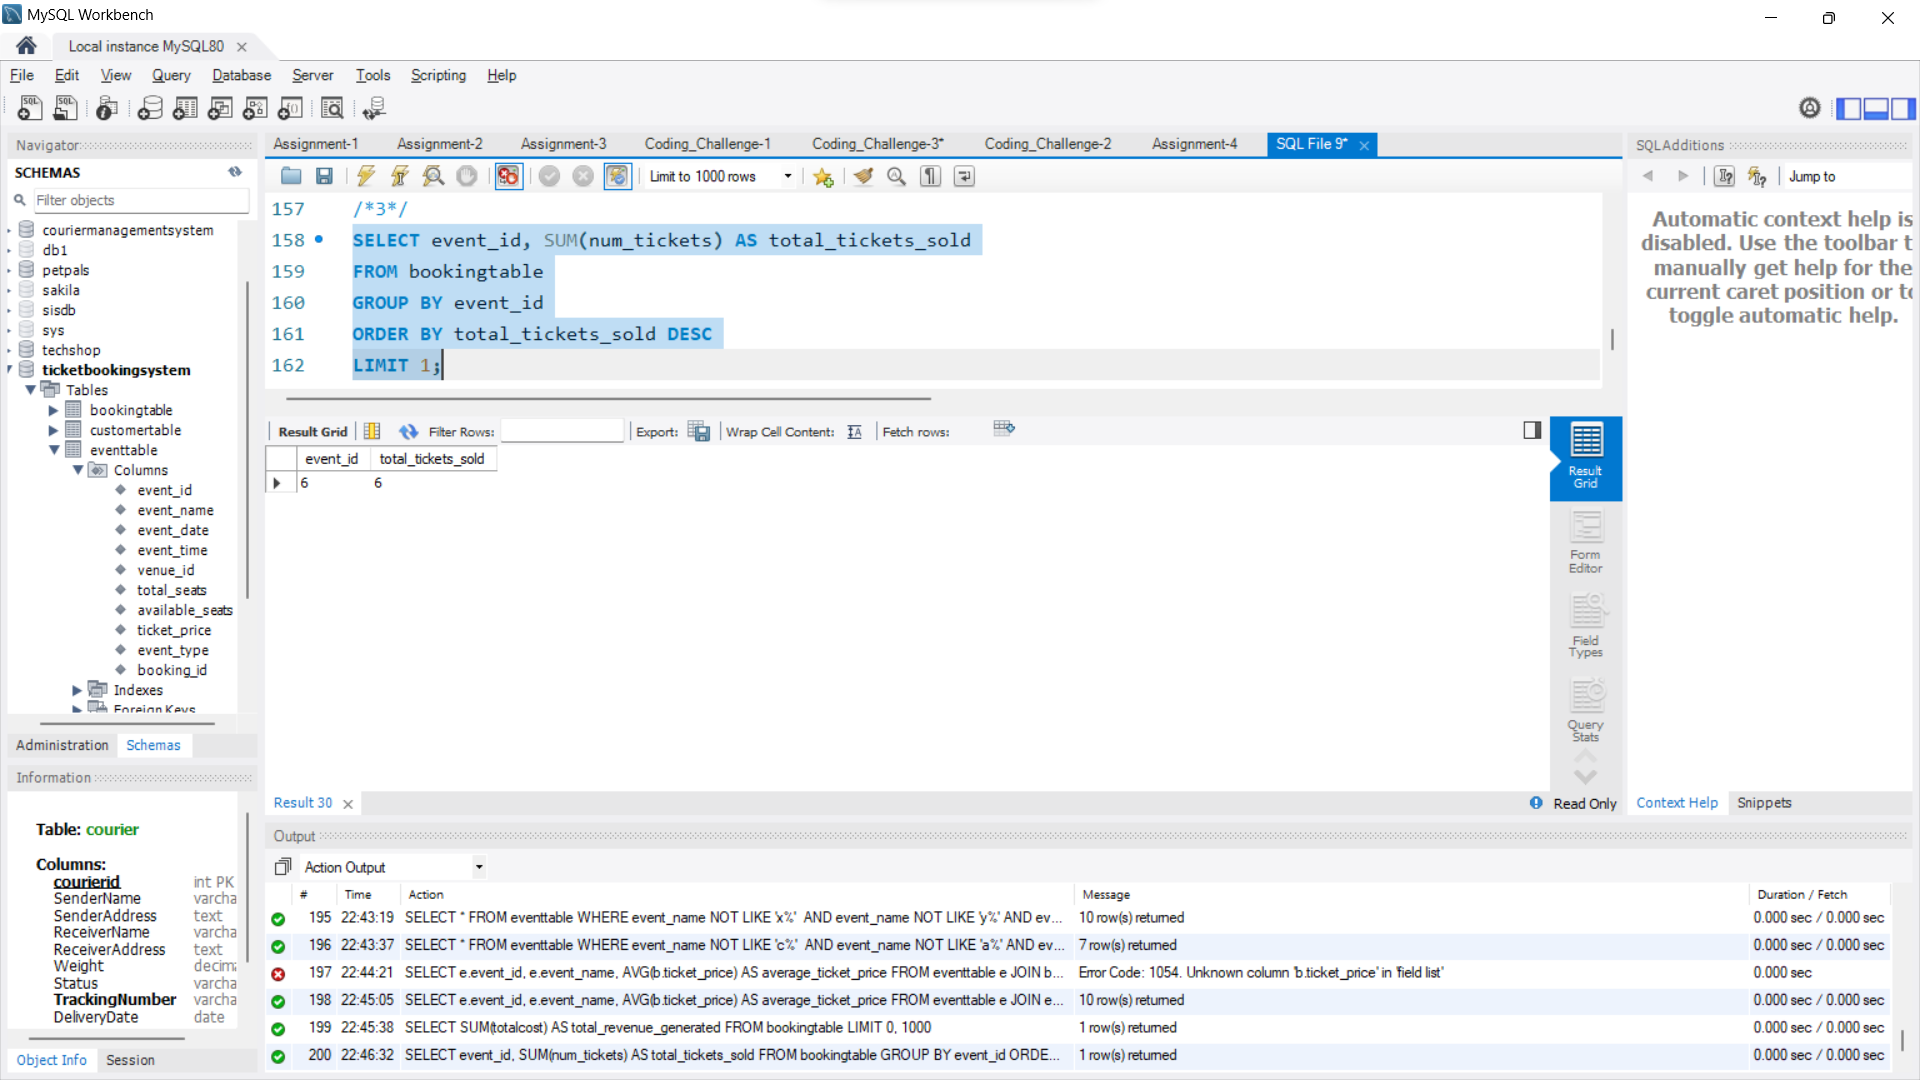 MySQL Workbench
Local instance MySQL80
File Edit View Query Database Server Tools Scripting Help
Navigator
SCHEMAS
Filter objects
couriermanagementsystem
db1
petpals
sakila
sisdb
sys
techshop
ticketbookingsystem
Tables
bookingtable
customertable
eventtable
Columns
event_id
event_name
event_date
event_time
venue_id
total_seats
available_seats
ticket_price
event_type
booking_id
Indexes
Foreign Keys
Administration Schemas
Information
Table: courier
Columns:
courierid int PK
SenderName varcha
SenderAddress text
ReceiverName varcha
ReceiverAddress text
Weight decim
Status varcha
TrackingNumber varcha
DeliveryDate date
Object Info Session
Assignment-1 Assignment-2 Assignment-3 Coding_Challenge-1 Coding_Challenge-3* Coding_Challenge-2 Assignment-4 SQL File 9*
Limit to 1000 rows
157 /*3*/
158 SELECT event_id, SUM(num_tickets) AS total_tickets_sold
159 FROM bookingtable
160 GROUP BY event_id
161 ORDER BY total_tickets_sold DESC
162 LIMIT 1;
Result Grid Filter Rows: Export: Wrap Cell Content: Fetch rows:
event_id total_tickets_sold
6 6
Result Grid
Form Editor
Field Types
Query Stats
Result 30 Read Only
SQLAdditions
Jump to
Automatic context help is
disabled. Use the toolbar t
manually get help for the
current caret position or to
toggle automatic help.
Context Help Snippets
Output
Action Output
# Time Action Message Duration / Fetch
195 22:43:19 SELECT * FROM eventtable WHERE event_name NOT LIKE 'x%' AND event_name NOT LIKE 'y%' AND ev... 10 row(s) returned 0.000 sec / 0.000 sec
196 22:43:37 SELECT * FROM eventtable WHERE event_name NOT LIKE 'c%' AND event_name NOT LIKE 'a%' AND ev... 7 row(s) returned 0.000 sec / 0.000 sec
197 22:44:21 SELECT e.event_id, e.event_name, AVG(b.ticket_price) AS average_ticket_price FROM eventtable e JOIN b... Error Code: 1054. Unknown column 'b.ticket_price' in 'field list' 0.000 sec
198 22:45:05 SELECT e.event_id, e.event_name, AVG(b.ticket_price) AS average_ticket_price FROM eventtable e JOIN e... 10 row(s) returned 0.000 sec / 0.000 sec
199 22:45:38 SELECT SUM(totalcost) AS total_revenue_generated FROM bookingtable LIMIT 0, 1000 1 row(s) returned 0.000 sec / 0.000 sec
200 22:46:32 SELECT event_id, SUM(num_tickets) AS total_tickets_sold FROM bookingtable GROUP BY event_id ORDE... 1 row(s) returned 0.000 sec / 0.000 sec